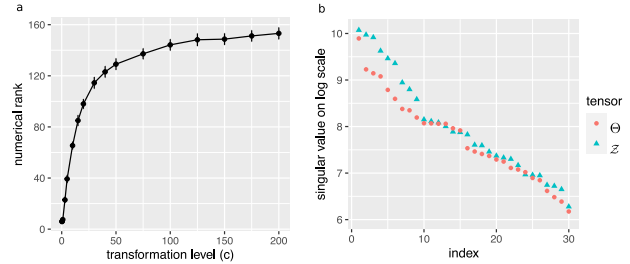 a
numerical rank
160
120
80
40
0
0
50
100
150
200
transformation level (c)
b
singular value on log scale
10
9
8
7
6
0
10
20
30
index
tensor
Θ
𝒵